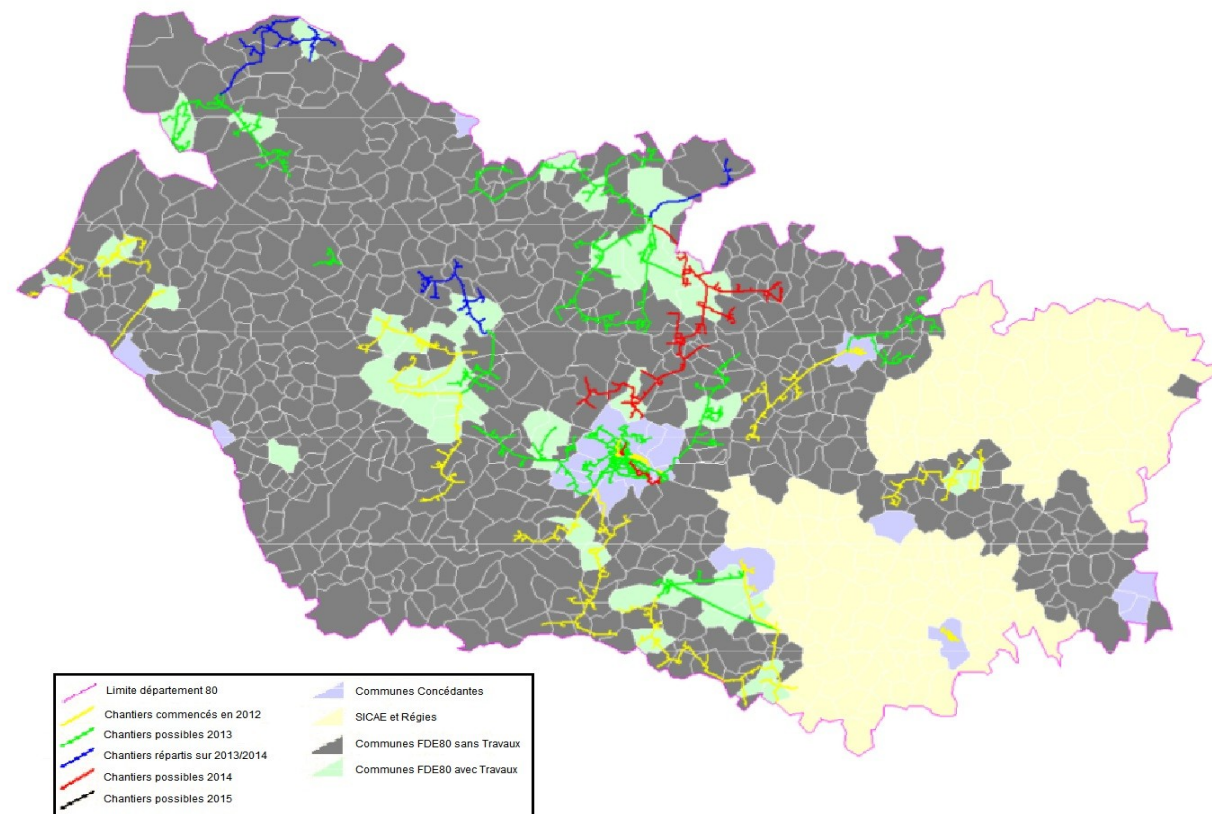 Limite département 80
Chantiers commencés en 2012
Chantiers possibles 2013
Chantiers répartis sur 2013/2014
Chantiers possibles 2014
Chantiers possibles 2015
Communes Concédantes
SICAE et Régies
Communes FDE80 sans Travaux
Communes FDE80 avec Travaux